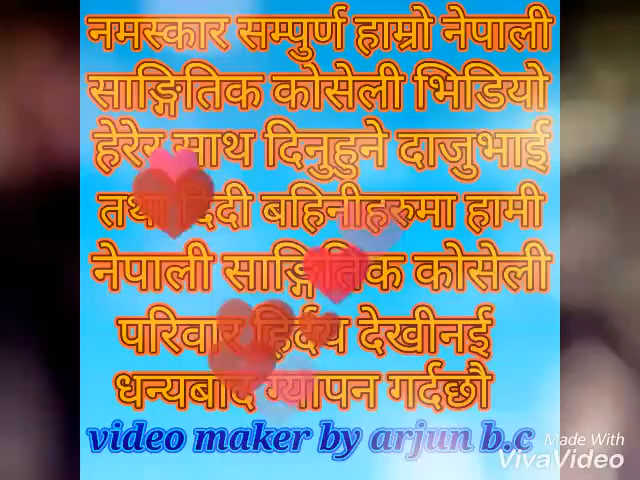 नमस्कार सम्पुर्ण हाम्रो नेपाली
साङ्गितिक कोसेली भिडियो
हेरेर साथ दिनुहुने दाजुभाई
तथा दिदी बहिनीहरुमा हामी
नेपाली साङ्गितिक कोसेली
परिवार हिर्दय देखीनई
धन्यबाद ग्यापन गर्दछौ
video maker by arjun b.c
Made With
VivaVideo